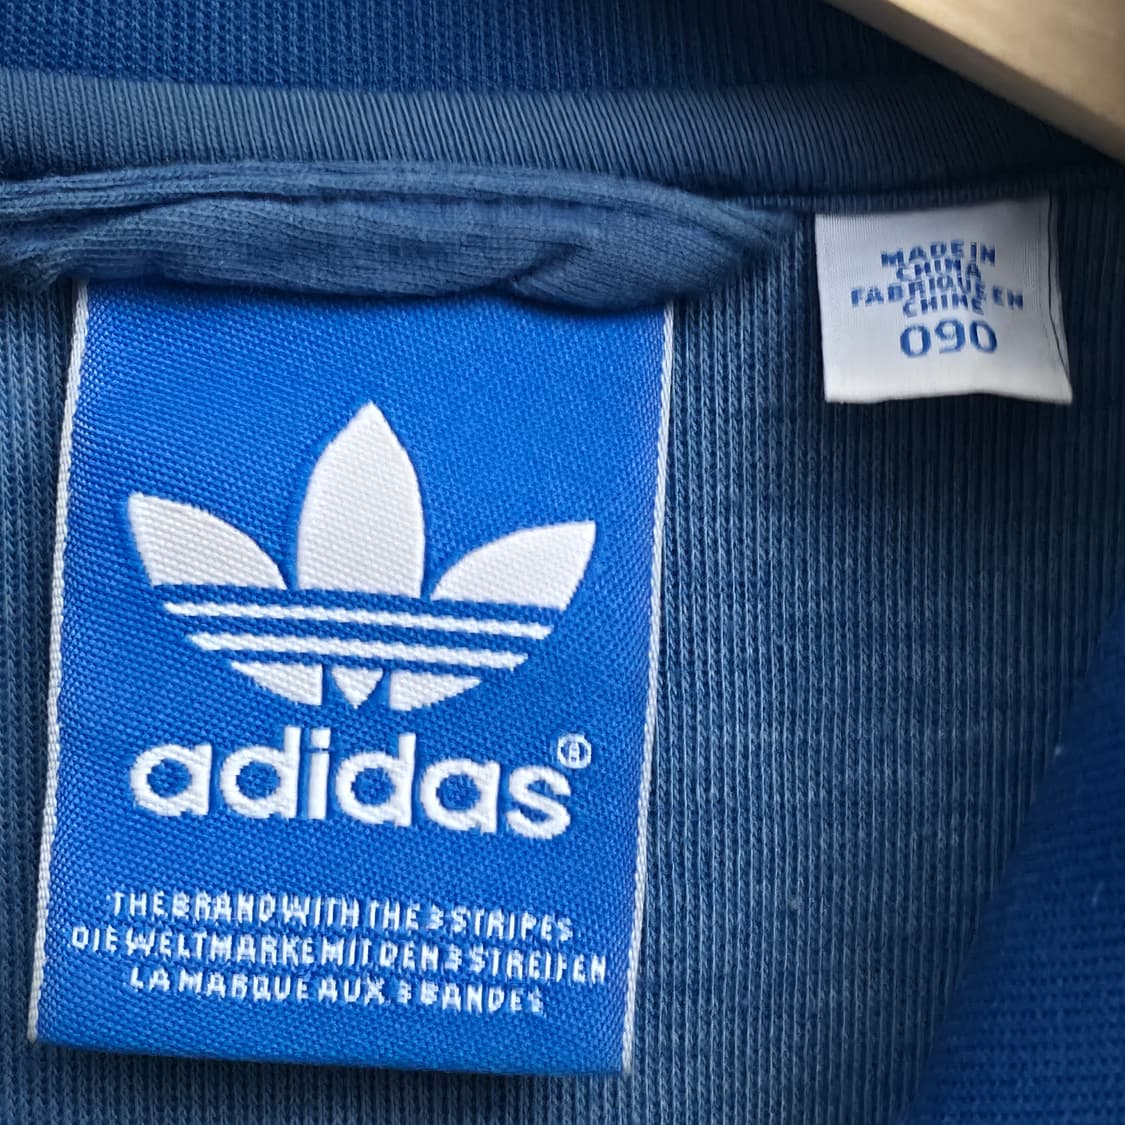 adidas®
THE BRAND WITH THE 3 STRIPES
DIE WELTMARKE MIT DEN 3 STREIFEN
LA MARQUE AUX 3 BANDES
MADE IN
CHINA
FABRIQUE EN
CHINE
090